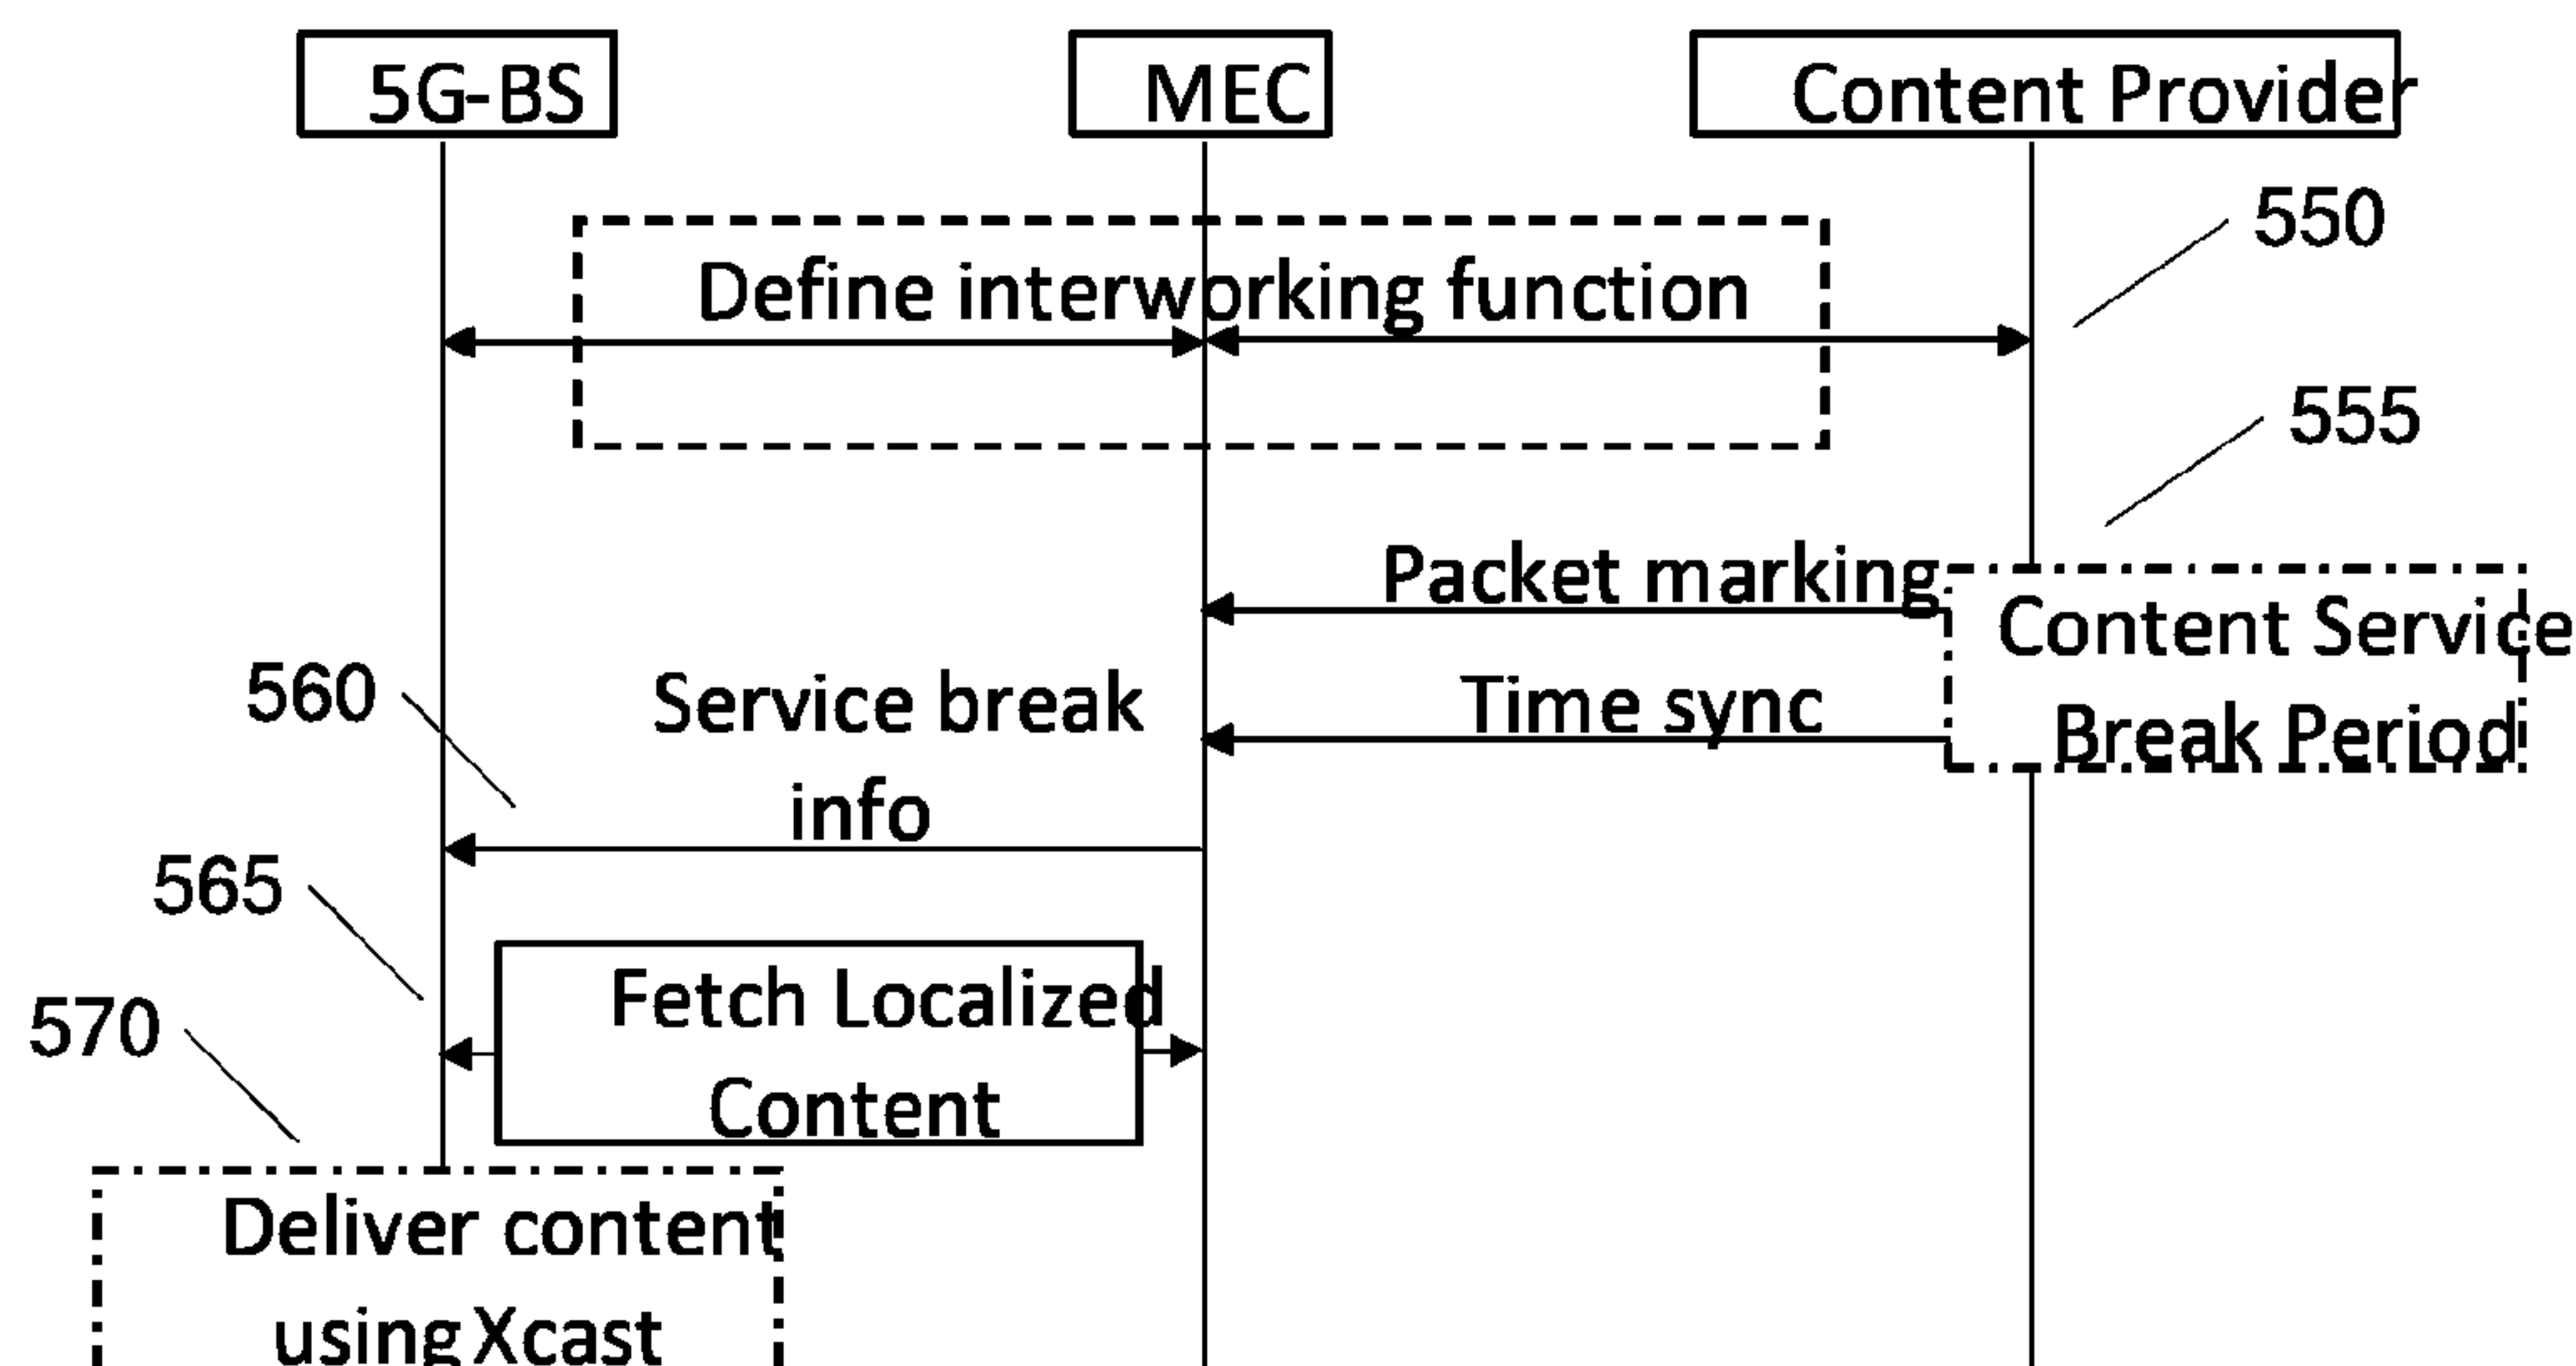 5G-BS
MEC
Content Provider
550
Define interworking function
555
Packet marking
Content Service
Break Period
Time sync
560
Service break
info
565
Fetch Localized
Content
570
Deliver content
using Xcast